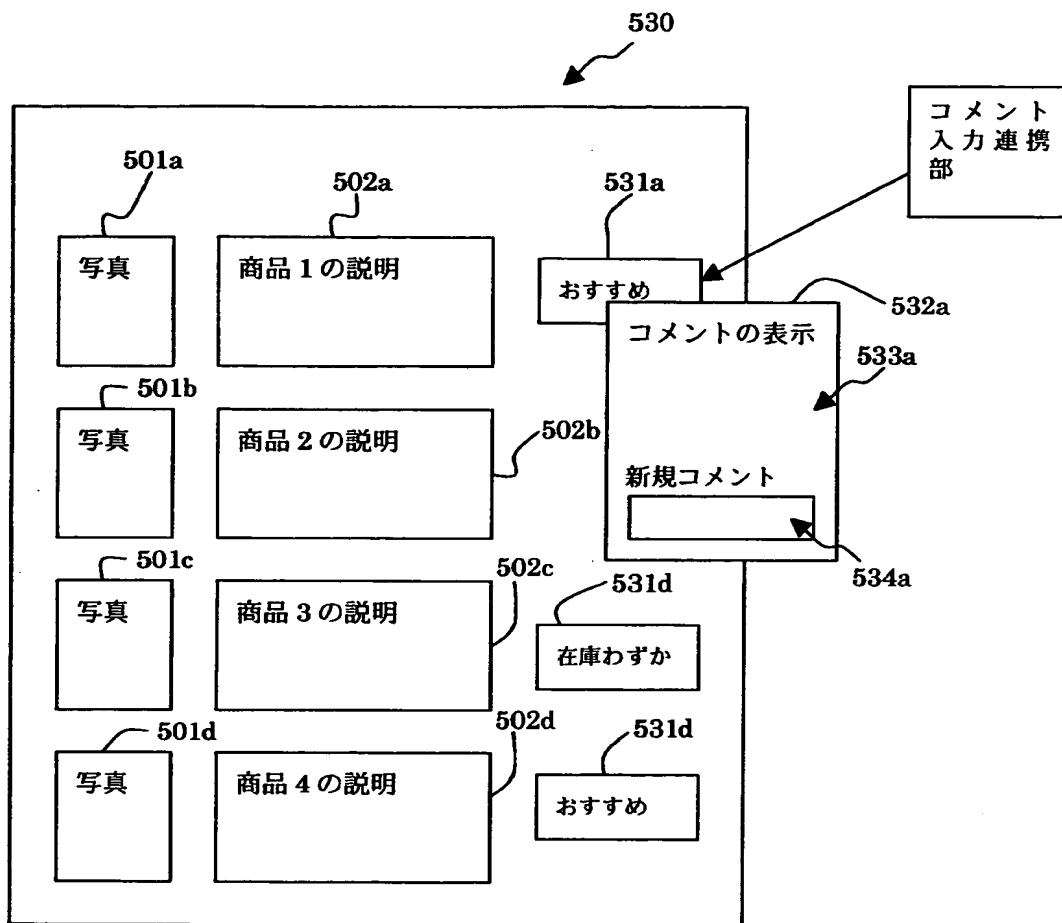 530
コメント
入力連携
部
501a
502a
531a
写真
商品1の説明
おすすめ
532a
コメントの表示
533a
501b
写真
商品2の説明
502b
新規コメント
534a
501c
写真
商品3の説明
502c
531d
在庫わずか
501d
写真
商品4の説明
502d
531d
おすすめ